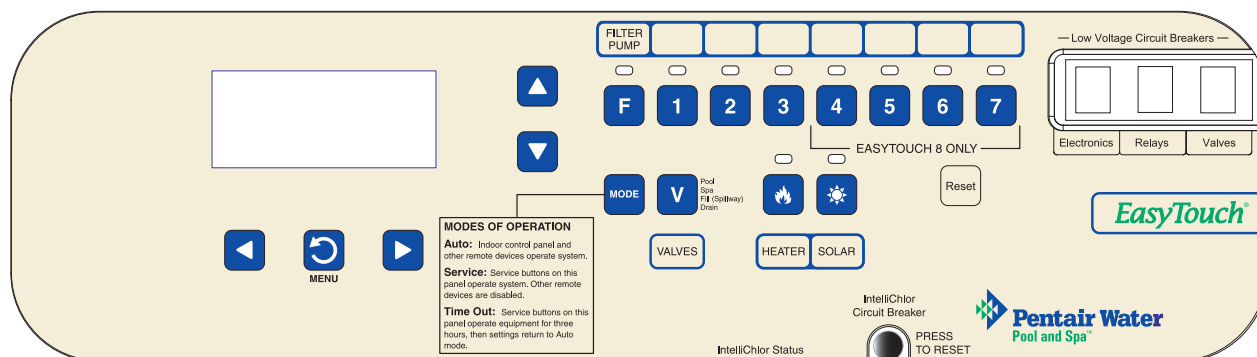 FILTER
PUMP
— Low Voltage Circuit Breakers —
F
1
2
3
4
5
6
7
EASYTOUCH 8 ONLY
Electronics
Relays
Valves
MODE
V
Pool
Spa
Fill (Spillway)
Drain
Reset
EasyTouch®
MENU
MODES OF OPERATION
Auto: Indoor control panel and
other remote devices operate system.
Service: Service buttons on this
panel operate system. Other remote
devices are disabled.
Time Out: Service buttons on this
panel operate equipment for three
hours, then settings return to Auto
mode.
VALVES
HEATER
SOLAR
IntelliChlor
Circuit Breaker
PRESS
TO RESET
IntelliChlor Status
Pentair Water
Pool and Spa™